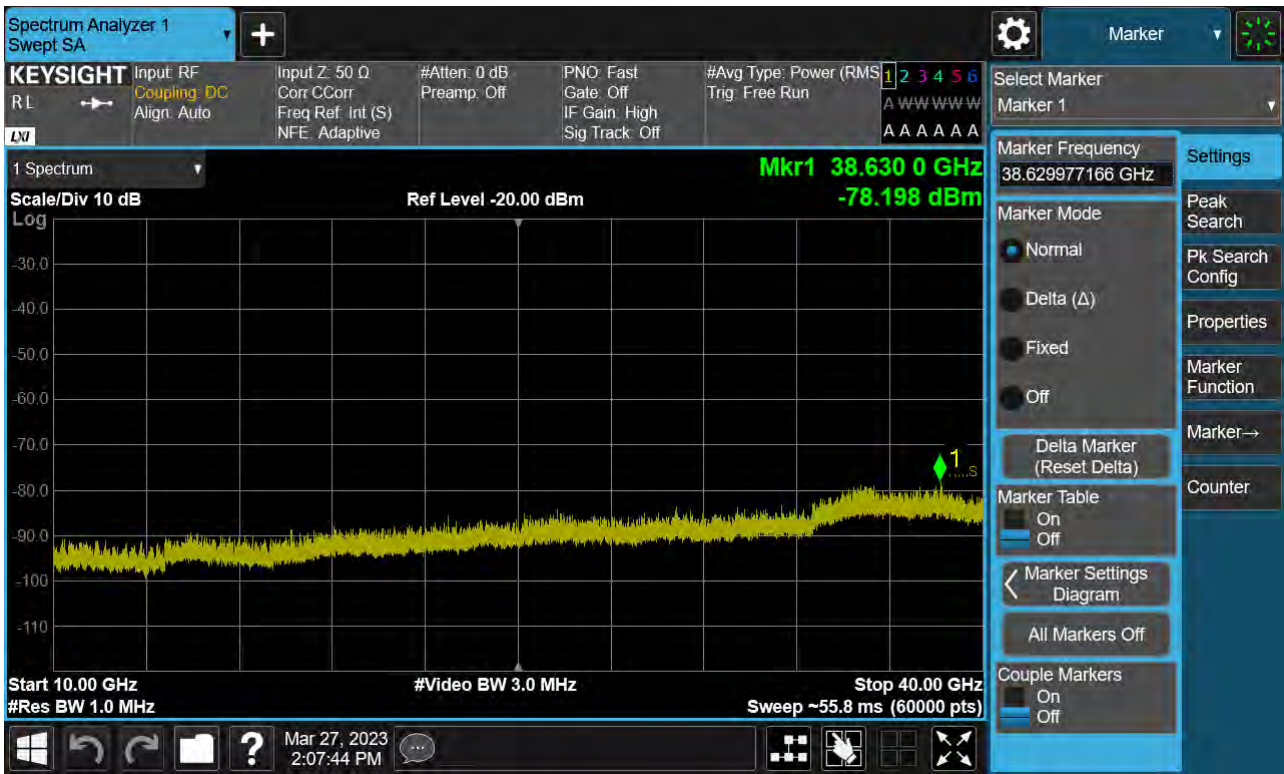 Spectrum Analyzer 1
Swept SA
+
Marker
KEYSIGHT
R L
LXI
Input: RF
Coupling: DC
Align: Auto
Input Z: 50 Ω
Corr CCorr
Freq Ref: Int (S)
NFE: Adaptive
#Atten: 0 dB
Preamp: Off
PNO: Fast
Gate: Off
IF Gain: High
Sig Track: Off
#Avg Type: Power (RMS
Trig: Free Run
1 2 3 4 5 6
A W W W W W
A A A A A A
Select Marker
Marker 1
1 Spectrum
Mkr1 38.630 0 GHz
-78.198 dBm
Scale/Div 10 dB
Ref Level -20.00 dBm
Log
-30.0
-40.0
-50.0
-60.0
-70.0
-80.0
-90.0
-100
-110
1
S
Start 10.00 GHz
#Video BW 3.0 MHz
Stop 40.00 GHz
#Res BW 1.0 MHz
Sweep ~55.8 ms (60000 pts)
Marker Frequency
38.629977166 GHz
Marker Mode
Normal
Delta (Δ)
Fixed
Off
Delta Marker
(Reset Delta)
Marker Table
On
Off
Marker Settings
Diagram
All Markers Off
Couple Markers
On
Off
Settings
Peak
Search
Pk Search
Config
Properties
Marker
Function
Marker→
Counter
?
Mar 27, 2023
2:07:44 PM